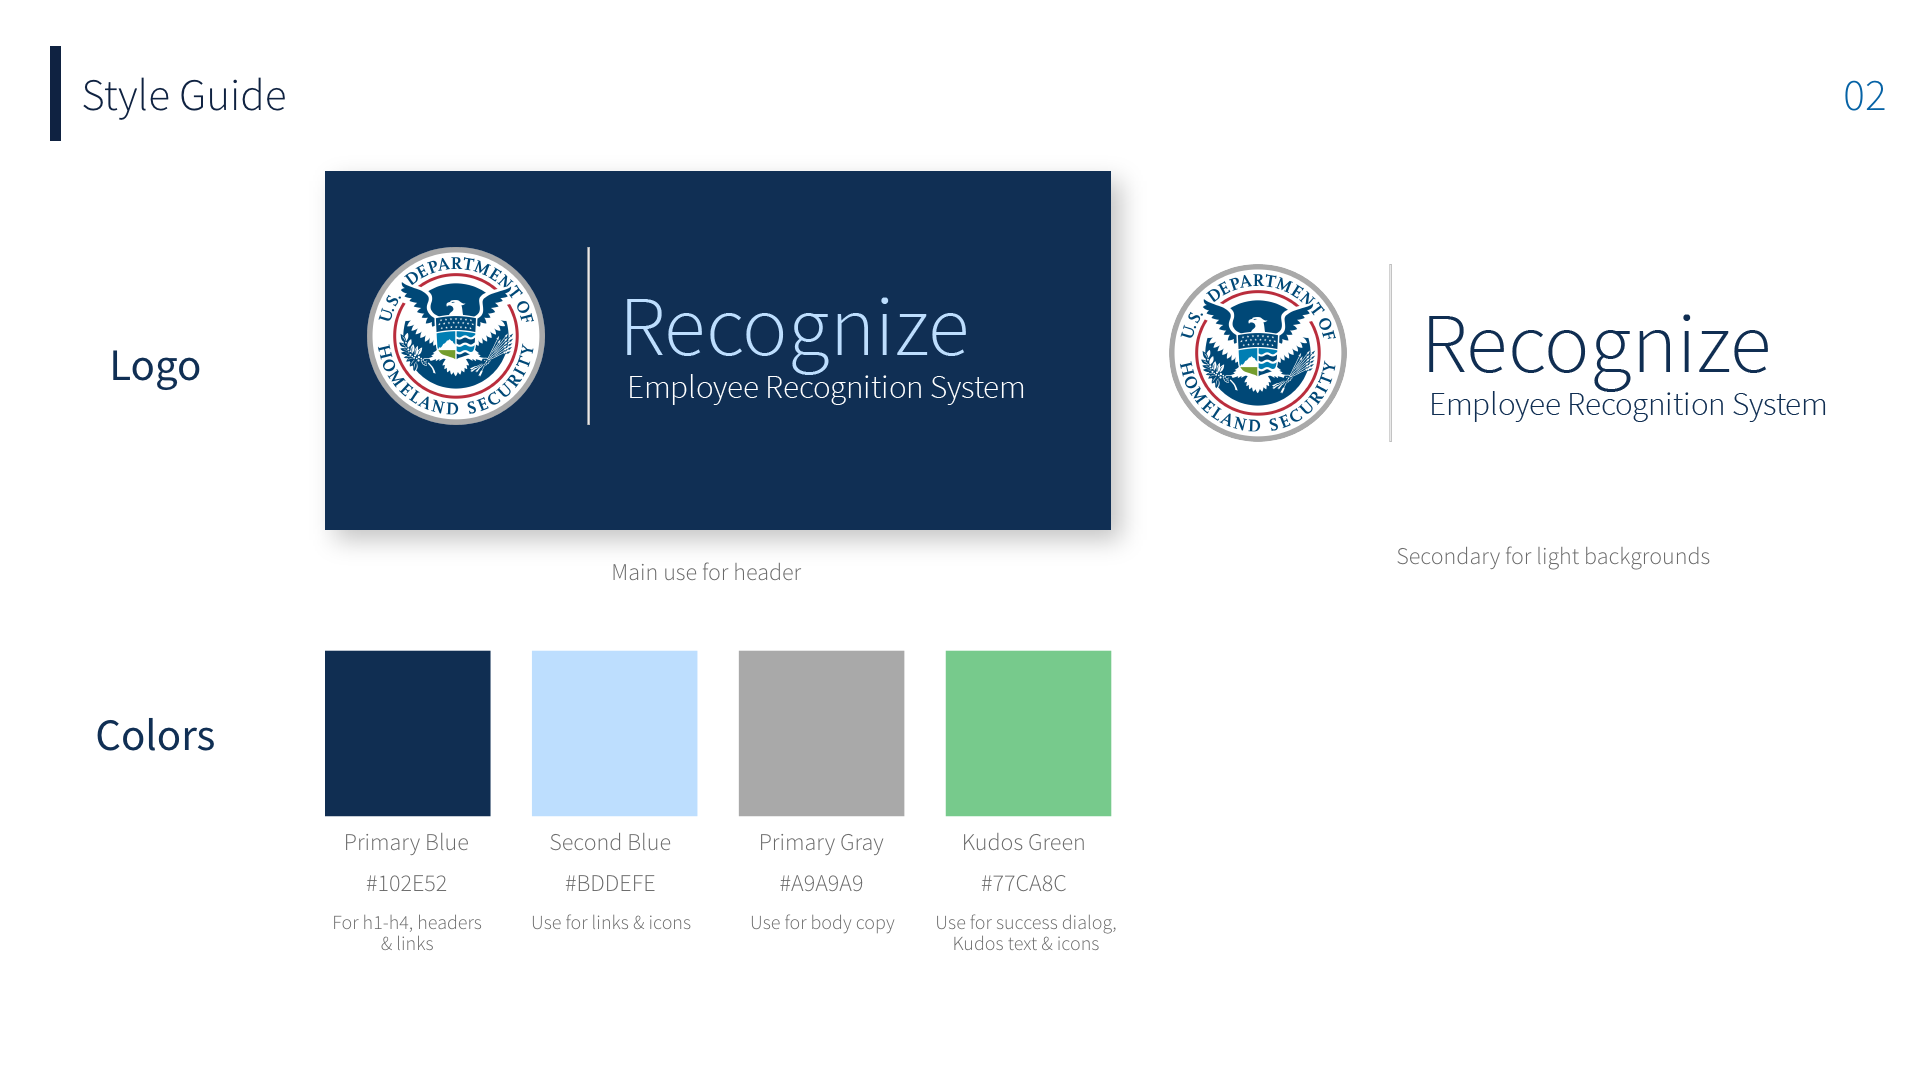 Style Guide
02
Logo
U.S. DEPARTMENT OF
HOMELAND SECURITY
Recognize
Employee Recognition System
Main use for header
U.S. DEPARTMENT OF
HOMELAND SECURITY
Recognize
Employee Recognition System
Secondary for light backgrounds
Colors
Primary Blue
#102E52
For h1-h4, headers
& links
Second Blue
#BDDEFE
Use for links & icons
Primary Gray
#A9A9A9
Use for body copy
Kudos Green
#77CA8C
Use for success dialog,
Kudos text & icons